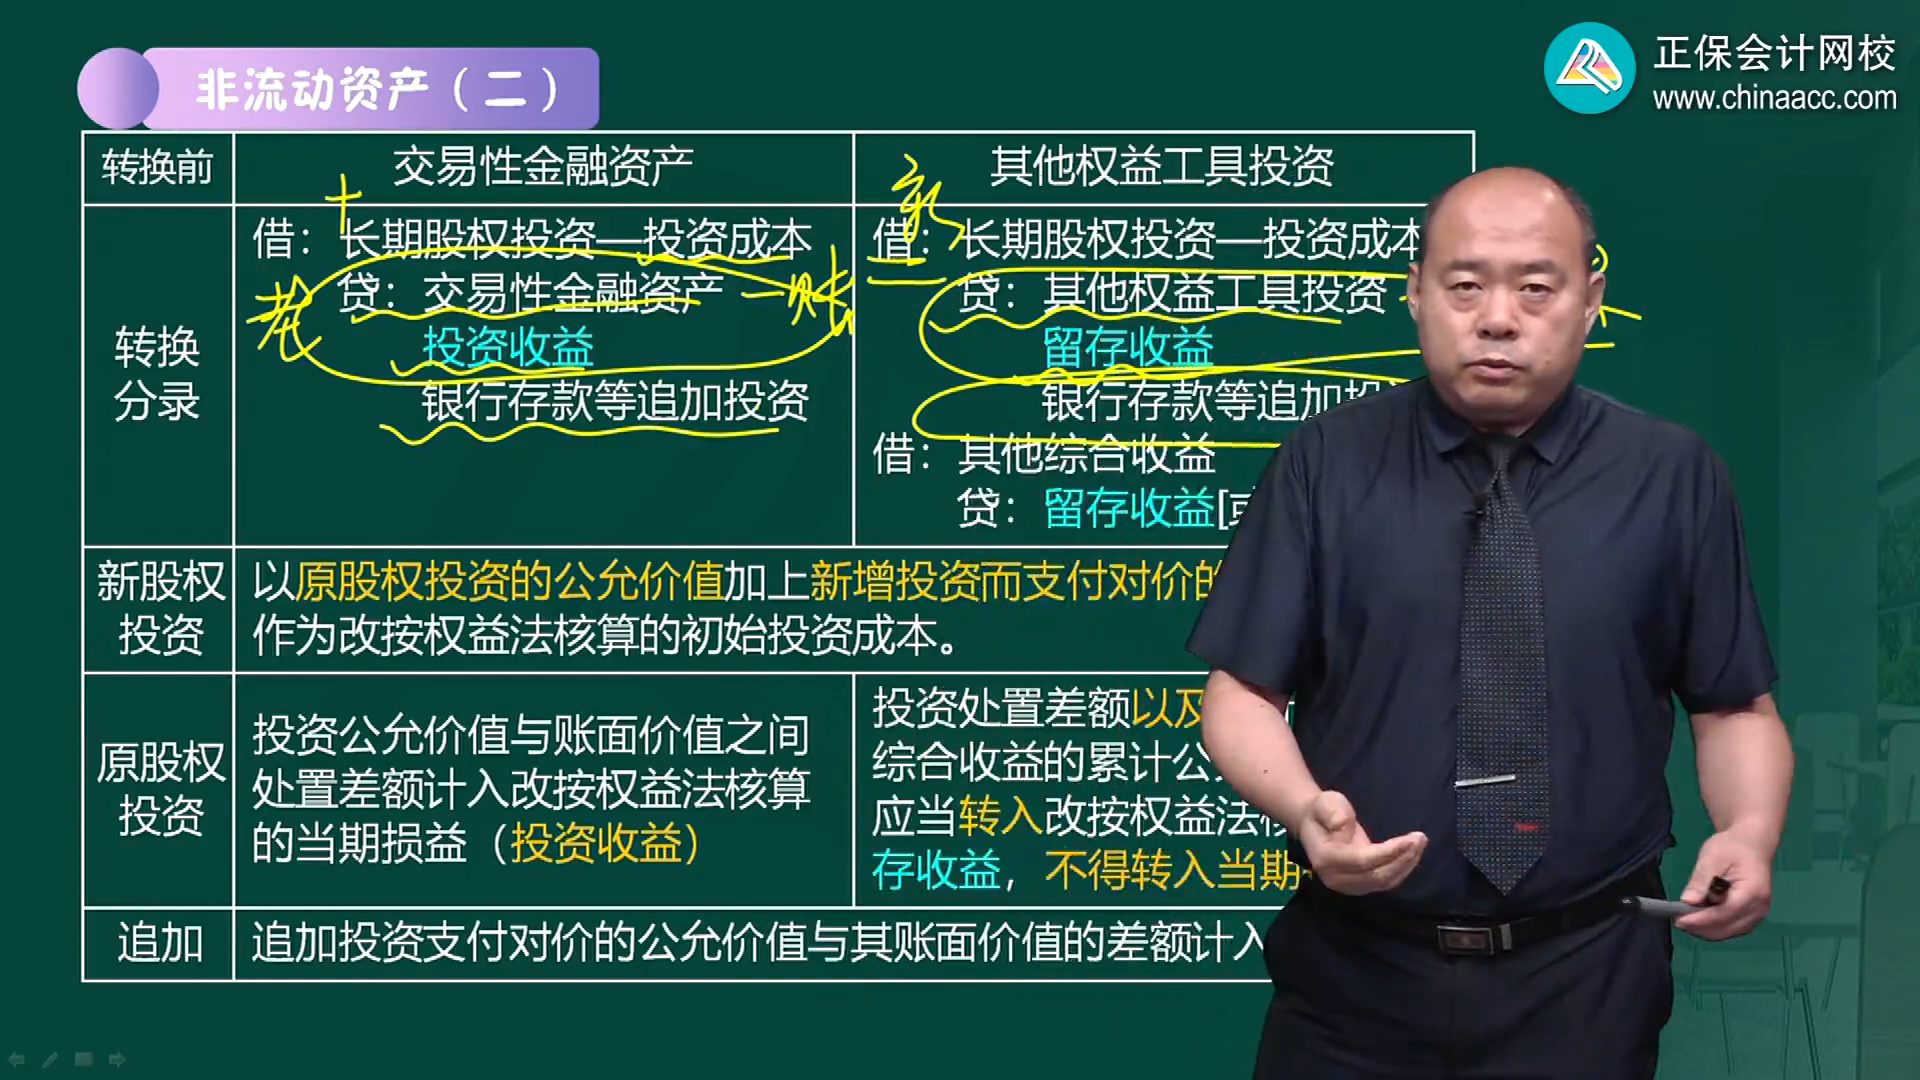 非流动资产（二）
正保会计网校
www.chinaacc.com
转换前
交易性金融资产
其他权益工具投资
转换
分录
借：长期股权投资—投资成本
贷：交易性金融资产
投资收益
银行存款等追加投资
老
一账
新
借：长期股权投资—投资成本
贷：其他权益工具投资
留存收益
银行存款等追加投
借：其他综合收益
贷：留存收益[
新股权
投资
以原股权投资的公允价值加上新增投资而支付对价的
作为改按权益法核算的初始投资成本。
原股权
投资
投资公允价值与账面价值之间
处置差额计入改按权益法核算
的当期损益（投资收益）
投资处置差额以及
综合收益的累计公
应当转入改按权益法核
存收益，不得转入当期
追加
追加投资支付对价的公允价值与其账面价值的差额计入